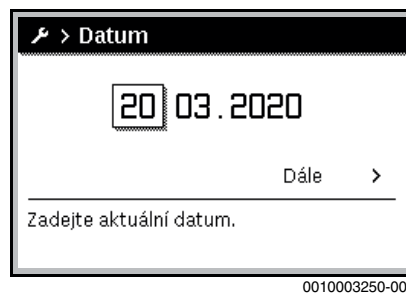 > Datum
20 03.2020
Dále >
Zadejte aktuální datum.
0010003250-00